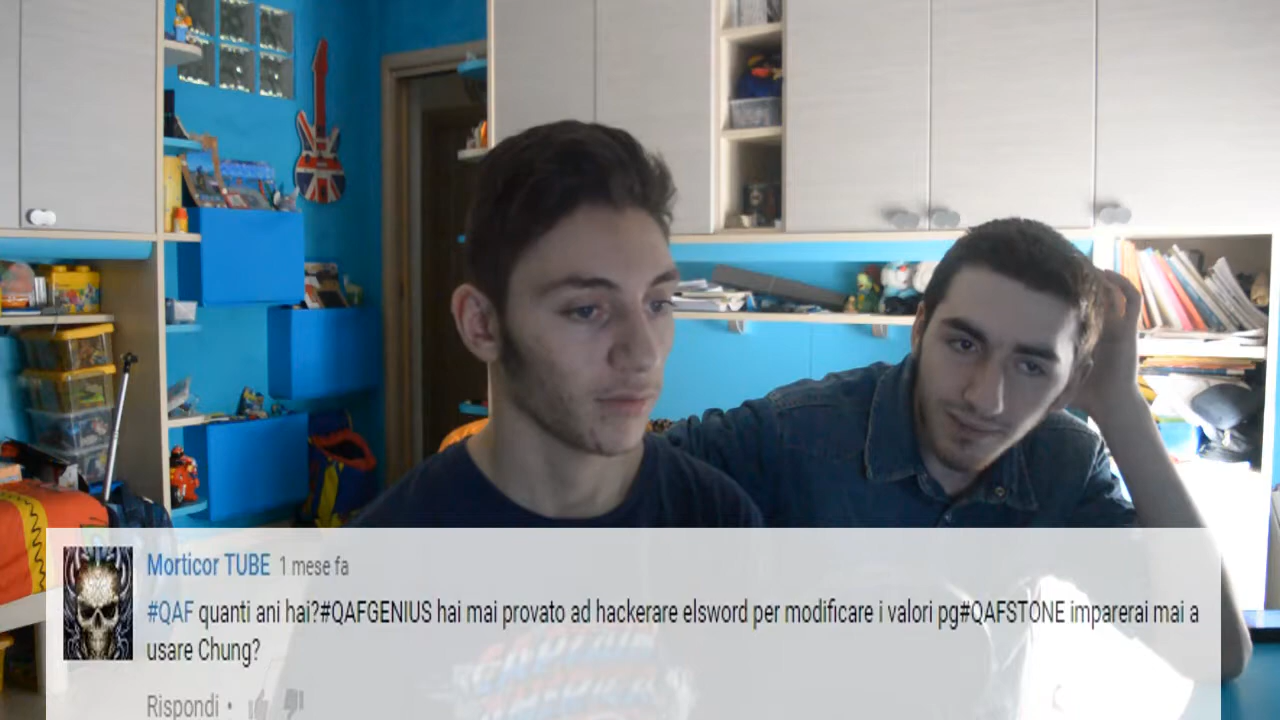 Morticor TUBE 1 mese fa
#QAF quanti ani hai?#QAFGENIUS hai mai provato ad hackerare elsword per modificare i valori pg#QAFSTONE imparerai mai a
usare Chung?
Rispondi •